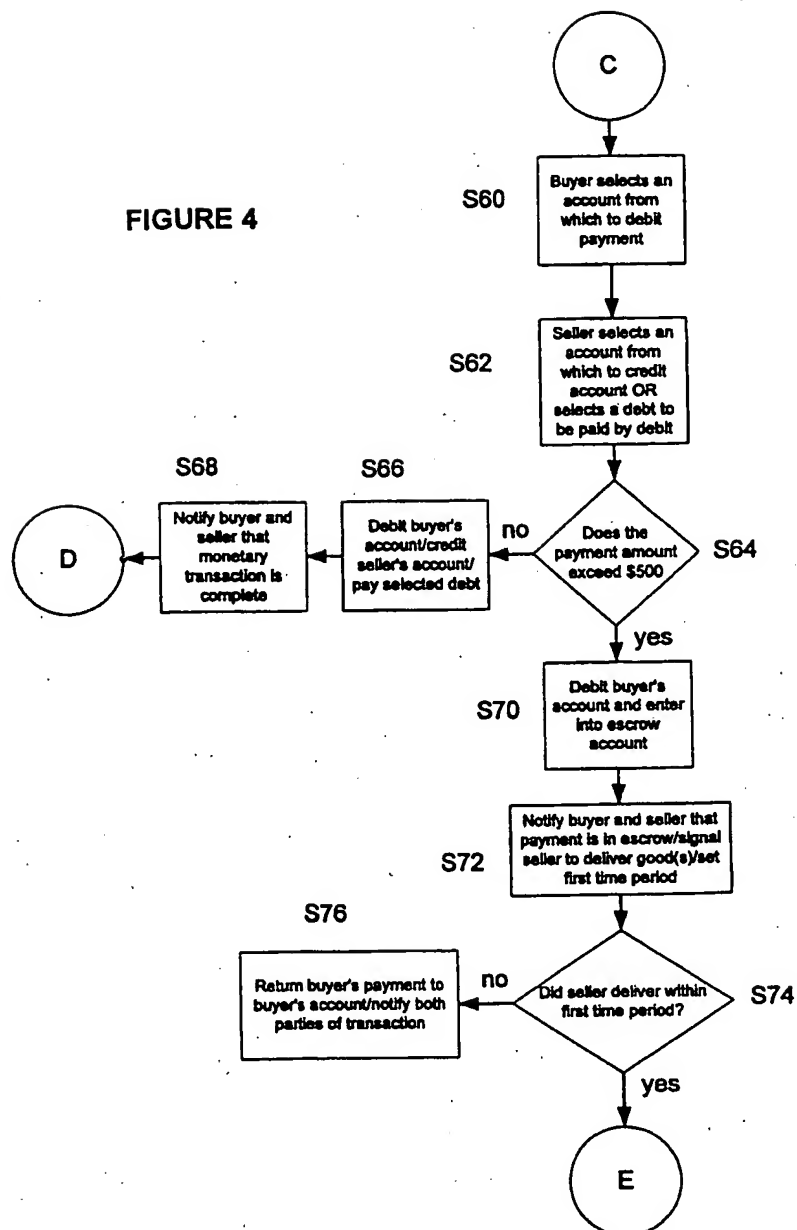 C
FIGURE 4
S60
Buyer selects an
account from
which to debit
payment
S62
Seller selects an
account from
which to credit
account OR
selects a debt to
be paid by debit
S68
S66
D
Notify buyer and
seller that
monetary
transaction is
complete
Debit buyer's
account/credit
seller's account/
pay selected debt
no
Does the
payment amount
exceed $500
S64
yes
S70
Debit buyer's
account and enter
into escrow
account
S72
Notify buyer and seller that
payment is in escrow/signal
seller to deliver good(s)/set
first time period
S76
Return buyer's payment to
buyer's account/notify both
parties of transaction
no
Did seller deliver within
first time period?
S74
yes
E